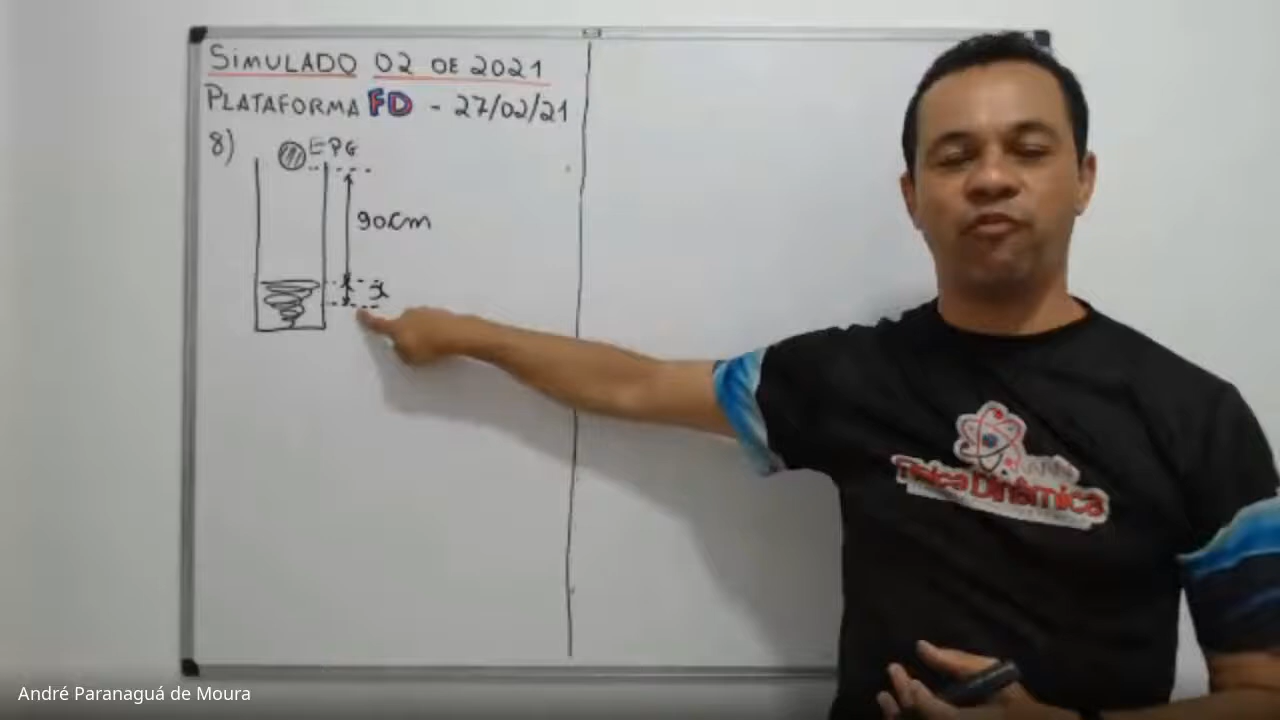 SIMULADO 02 DE 2021
PLATAFORMA FD - 27/02/21
8)
EPG
90cm
x
Física Dinâmica
André Paranaguá de Moura